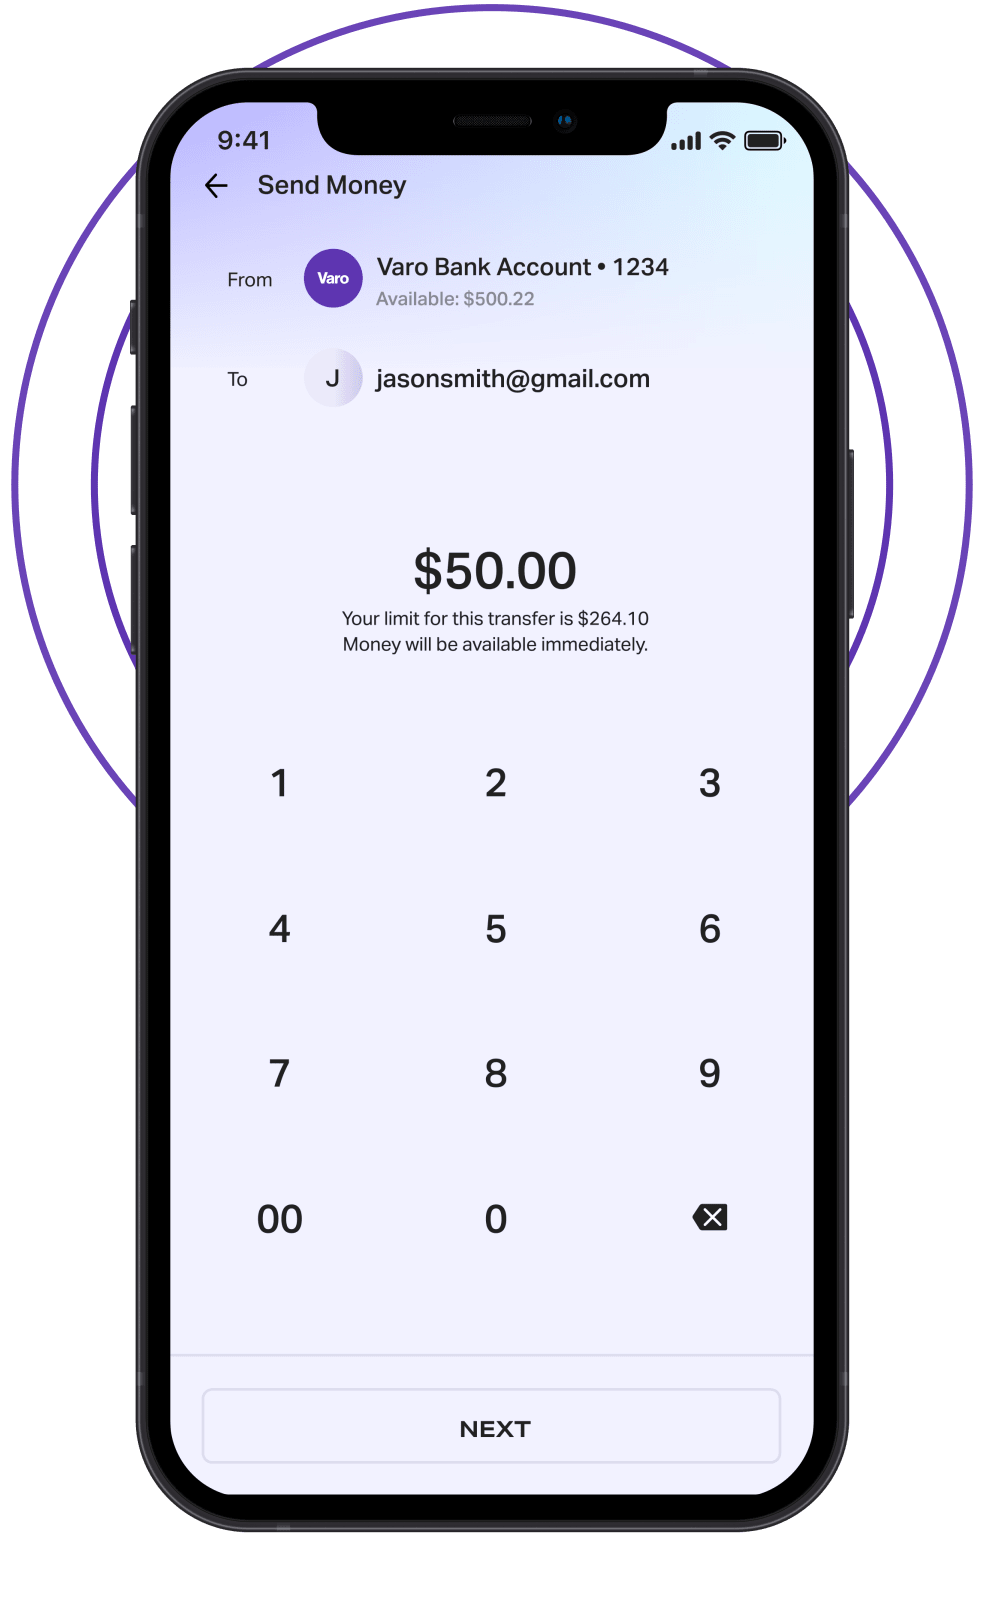 9:41
Send Money
From
Varo
Varo Bank Account • 1234
Available: $500.22
To
J
jasonsmith@gmail.com
$50.00
Your limit for this transfer is $264.10
Money will be available immediately.
1 2 3
4 5 6
7 8 9
00 0
NEXT